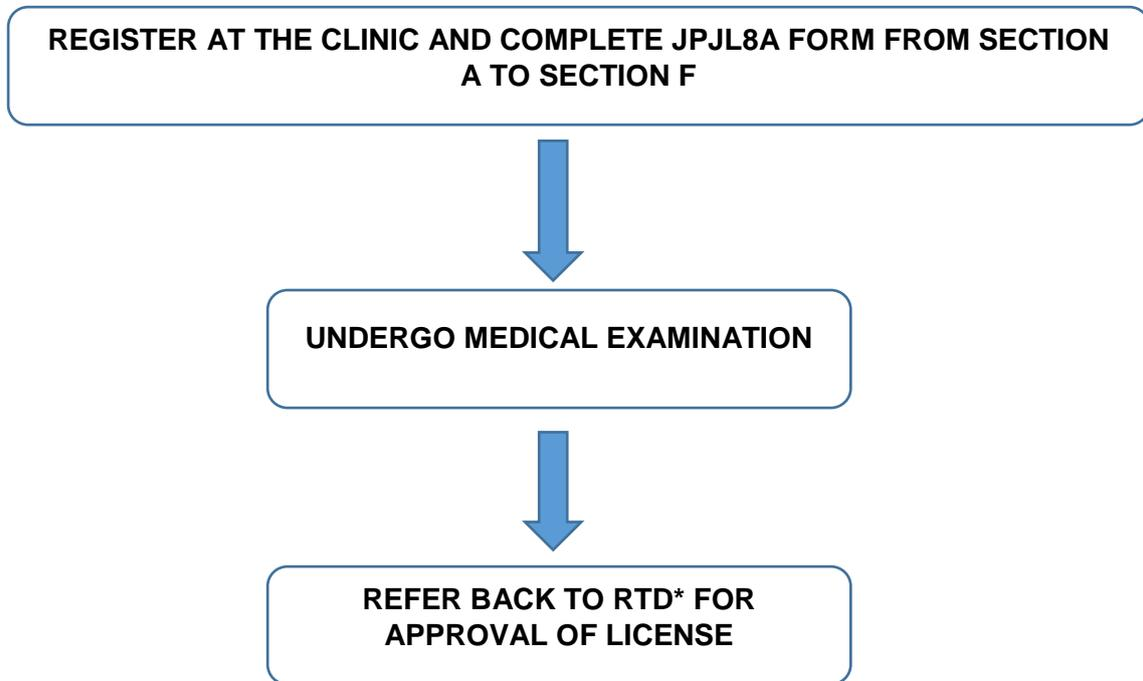 REGISTER AT THE CLINIC AND COMPLETE JPJL8A FORM FROM SECTION
A TO SECTION F
UNDERGO MEDICAL EXAMINATION
REFER BACK TO RTD* FOR
APPROVAL OF LICENSE